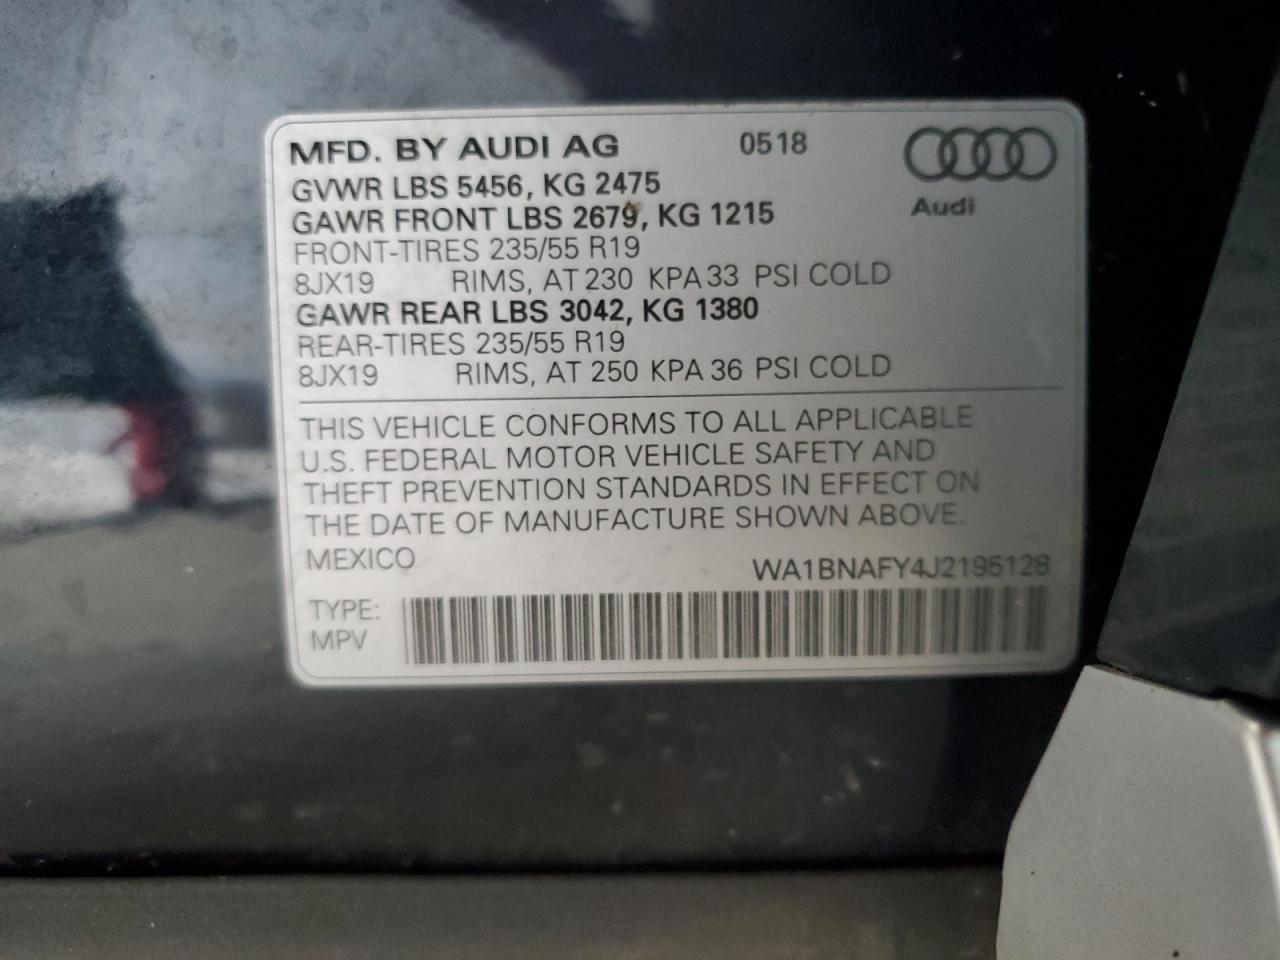 MFD. BY AUDI AG 0518
GVWR LBS 5456, KG 2475
GAWR FRONT LBS 2679, KG 1215
Audi
FRONT-TIRES 235/55 R19
8JX19 RIMS, AT 230 KPA 33 PSI COLD
GAWR REAR LBS 3042, KG 1380
REAR-TIRES 235/55 R19
8JX19 RIMS, AT 250 KPA 36 PSI COLD
THIS VEHICLE CONFORMS TO ALL APPLICABLE
U.S. FEDERAL MOTOR VEHICLE SAFETY AND
THEFT PREVENTION STANDARDS IN EFFECT ON
THE DATE OF MANUFACTURE SHOWN ABOVE.
MEXICO WA1BNAFY4J2195128
TYPE:
MPV